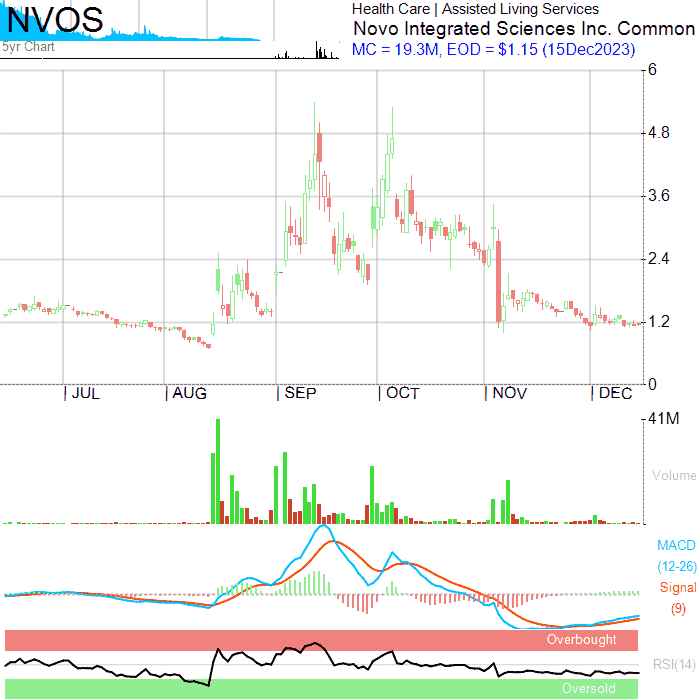 NVOS
5yr Chart
Health Care | Assisted Living Services
Novo Integrated Sciences Inc. Common
MC = 19.3M, EOD = $1.15 (15Dec2023)
6
4.8
3.6
2.4
1.2
0
JUL AUG SEP OCT NOV DEC
41M
Volume
MACD
(12-26)
Signal
(9)
Overbought
RSI(14)
Oversold